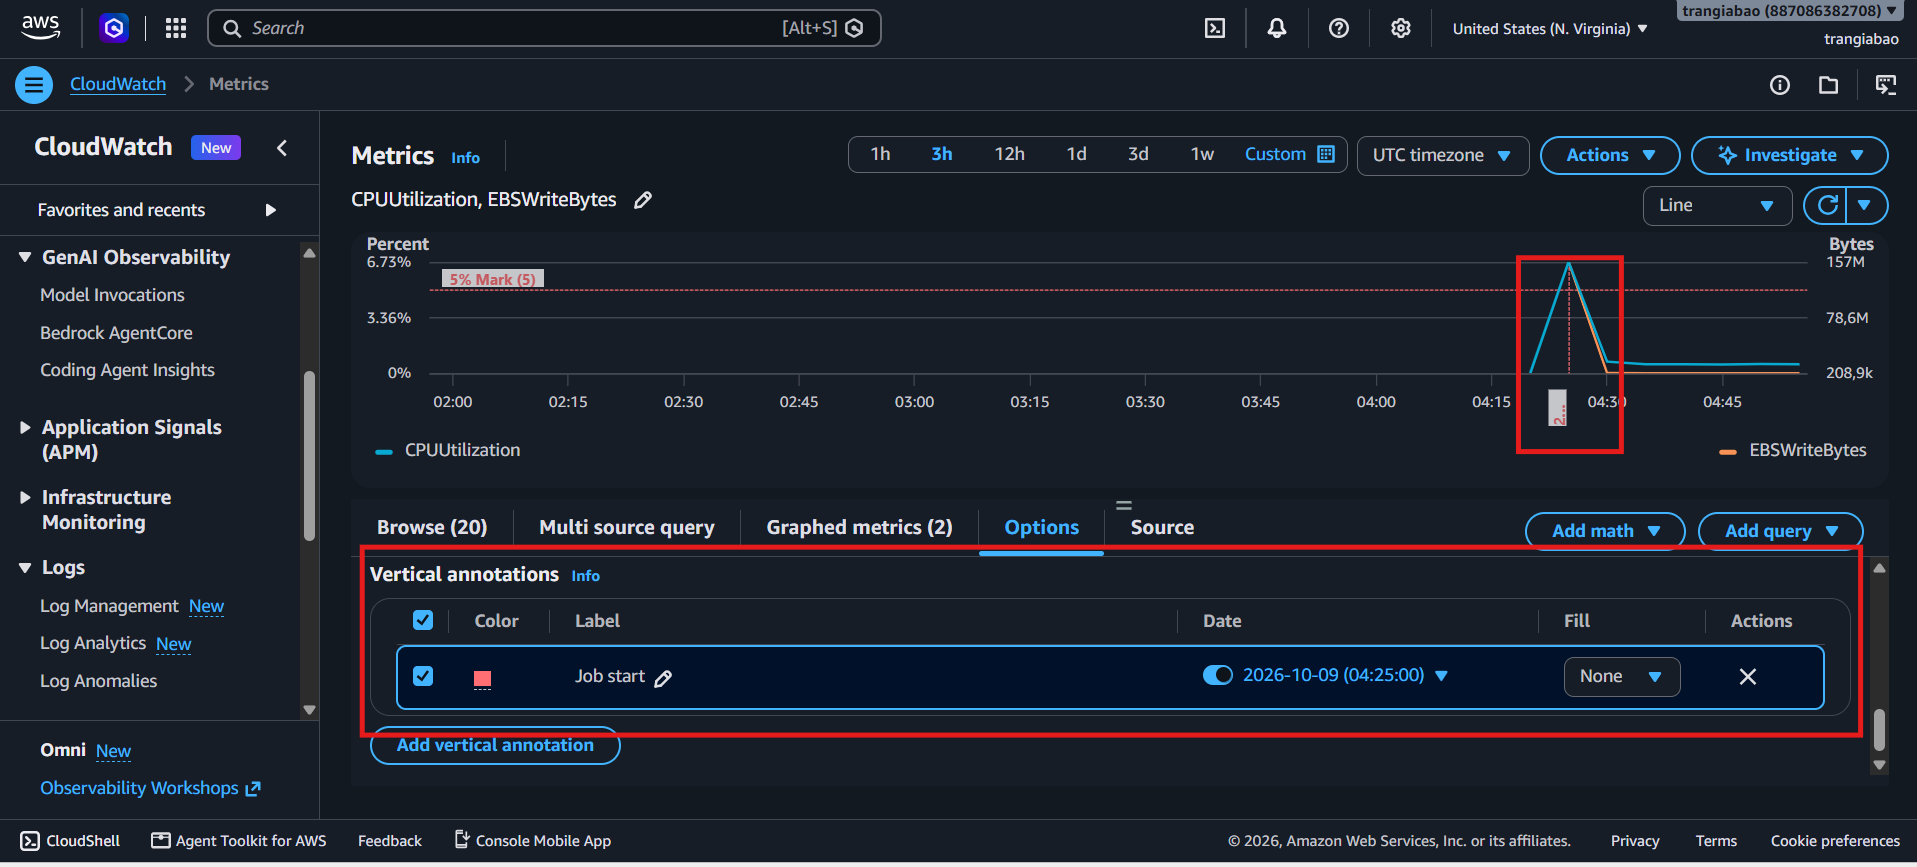 aws
Search [Alt+S]
United States (N. Virginia)
trangiabao (887086382708)
trangiabao
CloudWatch Metrics
CloudWatch New
Favorites and recents
GenAI Observability
Model Invocations
Bedrock AgentCore
Coding Agent Insights
Application Signals
(APM)
Infrastructure
Monitoring
Logs
Log Management New
Log Analytics New
Log Anomalies
Omni New
Observability Workshops
Metrics Info
1h 3h 12h 1d 3d 1w Custom
UTC timezone
Actions
Investigate
CPUUtilization, EBSWriteBytes
Line
Percent
Bytes
6.73%
157M
5% Mark (5)
3.36%
78,6M
0%
208,9k
02:00 02:15 02:30 02:45 03:00 03:15 03:30 03:45 04:00 04:15 04:30 04:45
2...
CPUUtilization
EBSWriteBytes
Browse (20) Multi source query Graphed metrics (2) Options Source
Add math
Add query
Vertical annotations Info
Color Label Date Fill Actions
Job start 2026-10-09 (04:25:00) None
Add vertical annotation
CloudShell Agent Toolkit for AWS Feedback Console Mobile App
© 2026, Amazon Web Services, Inc. or its affiliates. Privacy Terms Cookie preferences